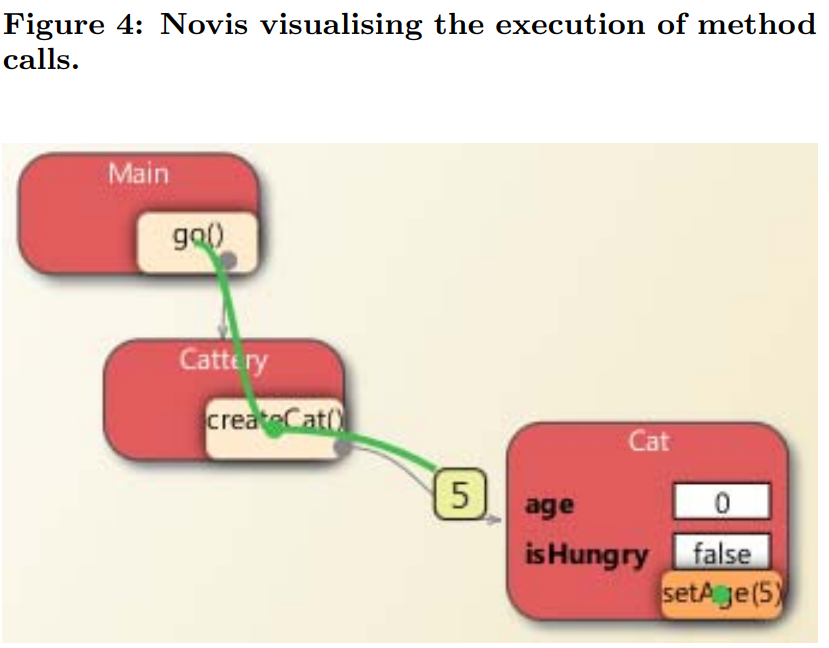 Figure 4: Novis visualising the execution of method
calls.
Main
go()
Cattery
createCat()
5
Cat
age 0
isHungry false
setAge(5)